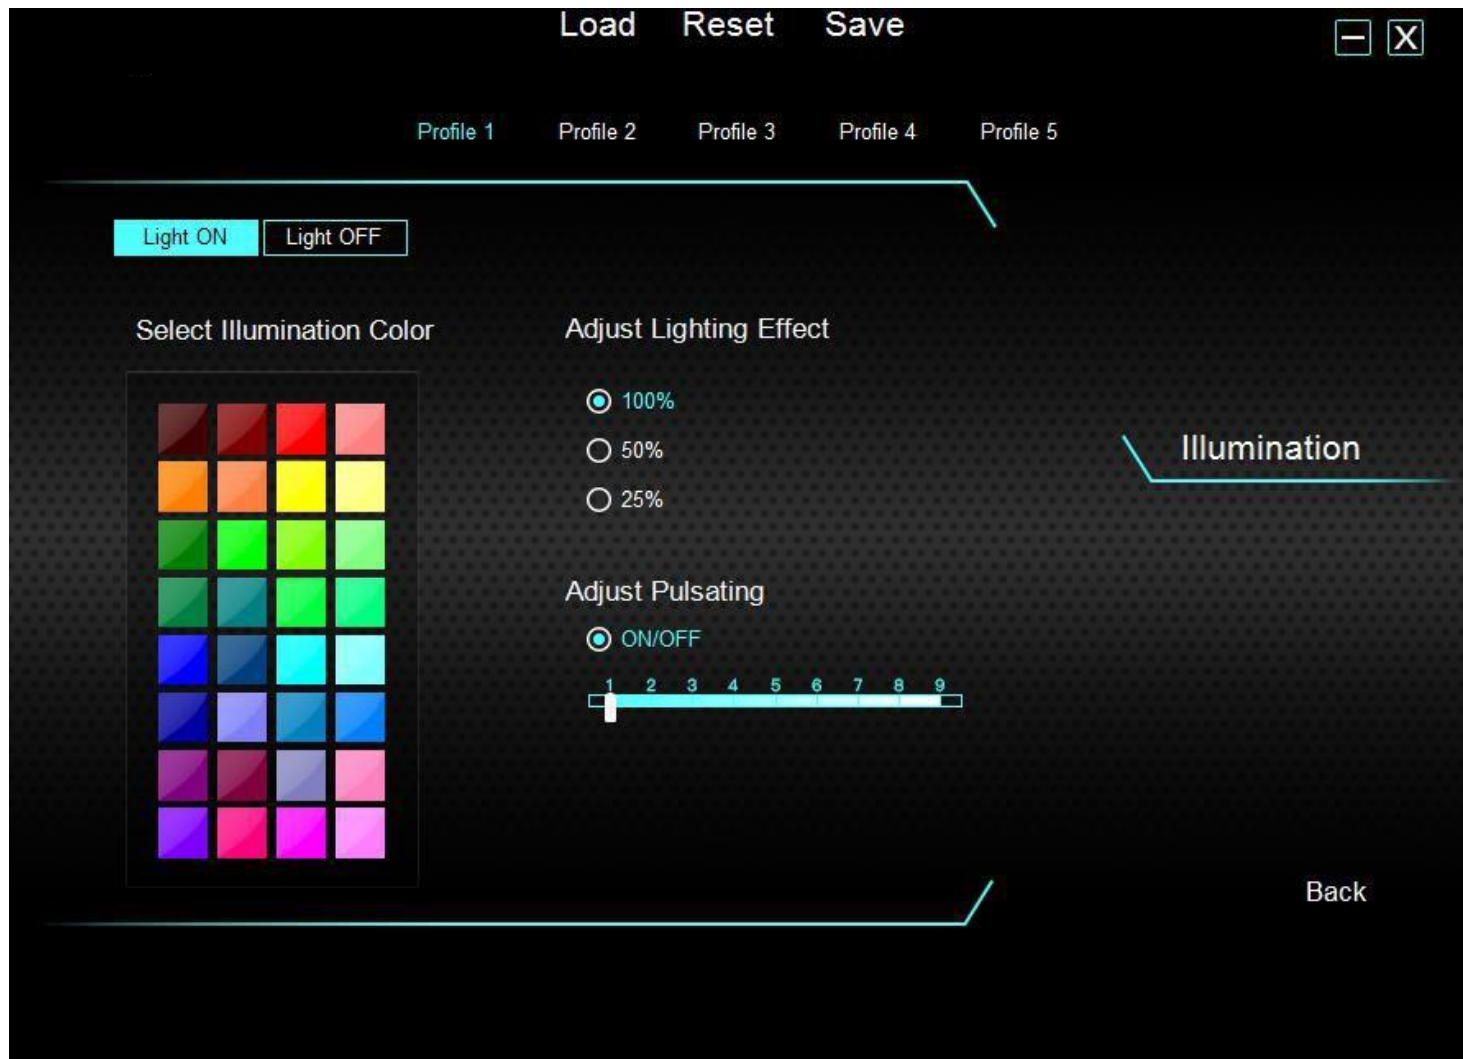 Load Reset Save
— X
Profile 1 Profile 2 Profile 3 Profile 4 Profile 5
Light ON Light OFF
Select Illumination Color
Adjust Lighting Effect
100%
50%
25%
Illumination
Adjust Pulsating
ON/OFF
1 2 3 4 5 6 7 8 9
Back